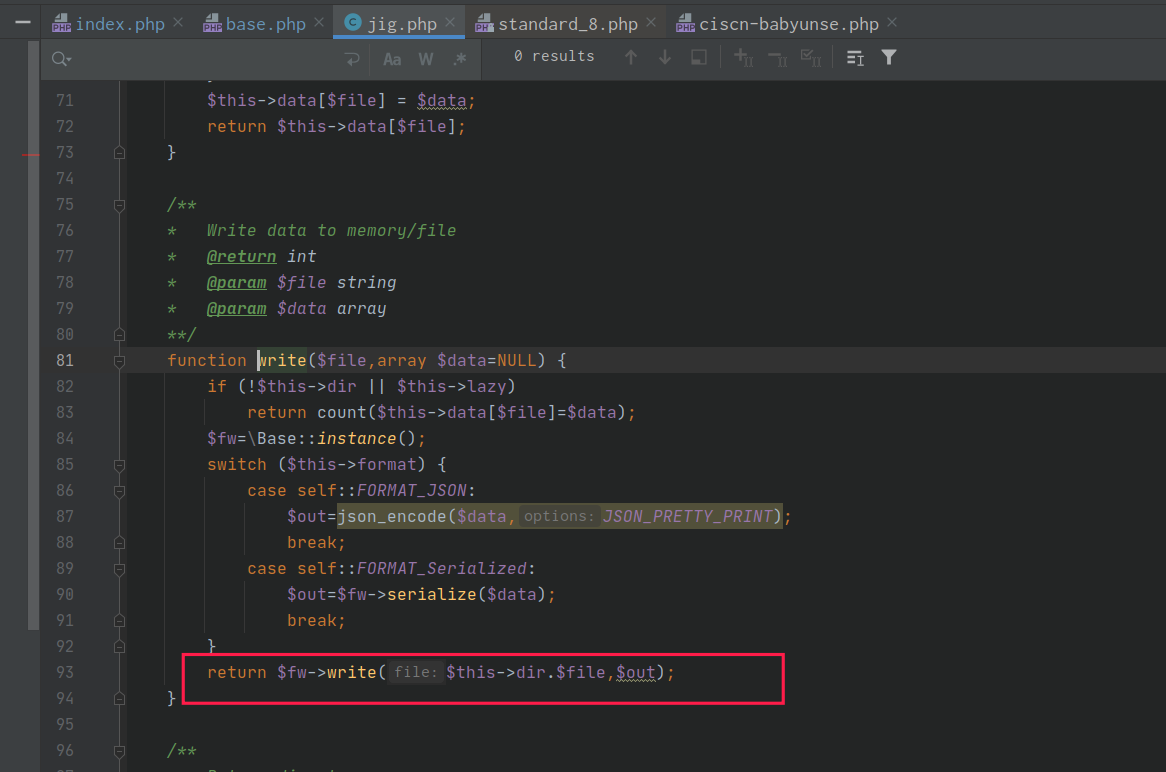 index.php
base.php
jig.php
standard_8.php
ciscn-babyunse.php
Aa W .* 0 results
71 $this->data[$file] = $data;
72 return $this->data[$file];
73 }
74
75 /**
76 * Write data to memory/file
77 * @return int
78 * @param $file string
79 * @param $data array
80 **/
81 function write($file,array $data=NULL) {
82 if (!$this->dir || $this->lazy)
83 return count($this->data[$file]=$data);
84 $fw=\Base::instance();
85 switch ($this->format) {
86 case self::FORMAT_JSON:
87 $out=json_encode($data, options: JSON_PRETTY_PRINT);
88 break;
89 case self::FORMAT_Serialized:
90 $out=$fw->serialize($data);
91 break;
92 }
93 return $fw->write( file: $this->dir.$file,$out);
94 }
95
96 /**